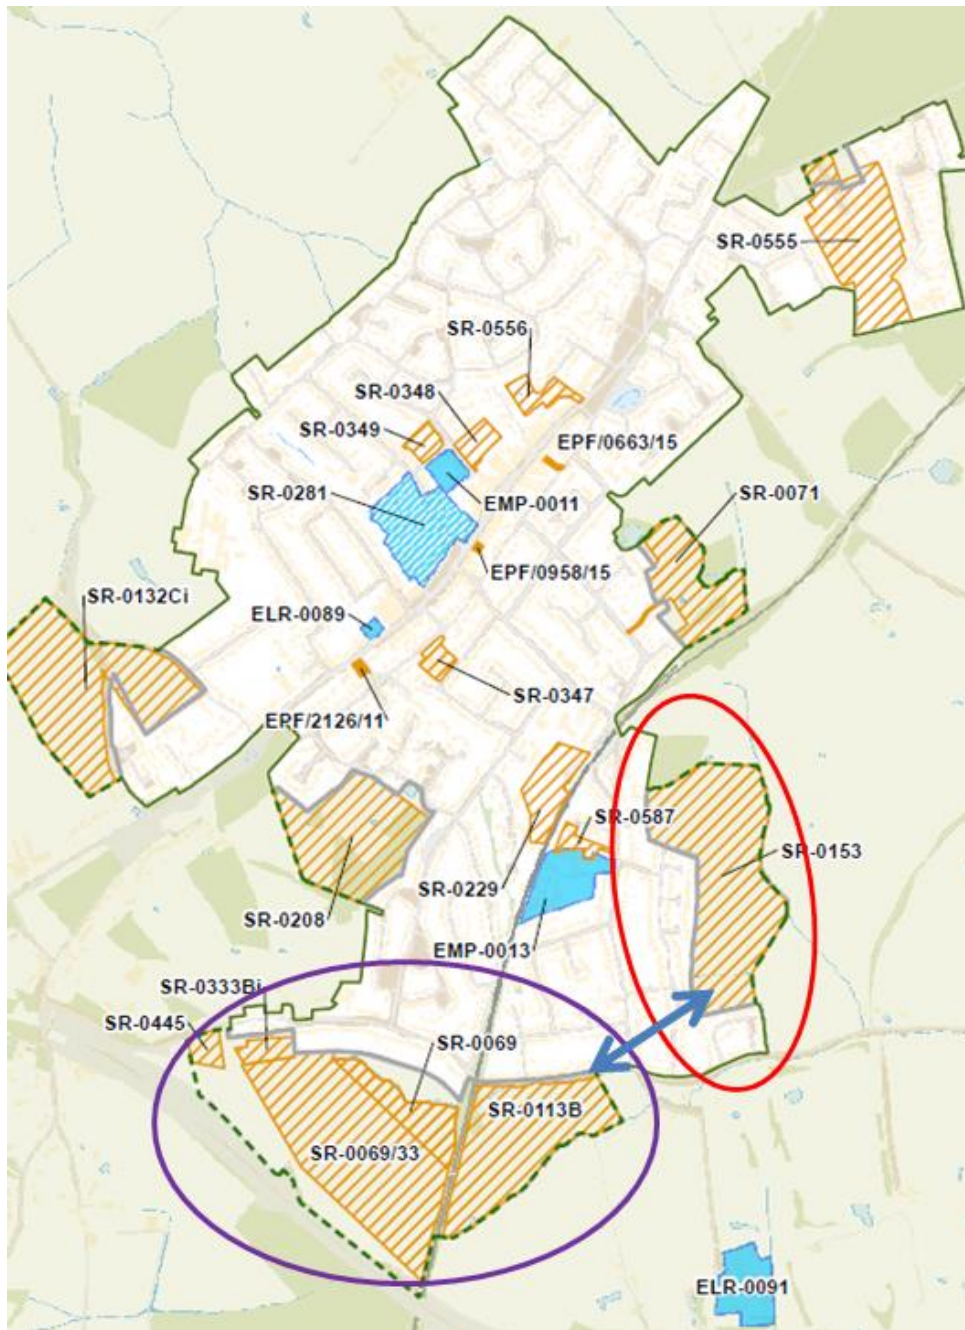 SR-0555
SR-0556
SR-0348
SR-0349
EPF/0663/15
SR-0281
EMP-0011
SR-0071
EPF/0958/15
SR-0132Ci
ELR-0089
SR-0347
EPF/2126/11
SR-0587
SR-0153
SR-0229
SR-0208
EMP-0013
SR-0333Bi
SR-0445
SR-0069
SR-0113B
SR-0069/33
ELR-0091